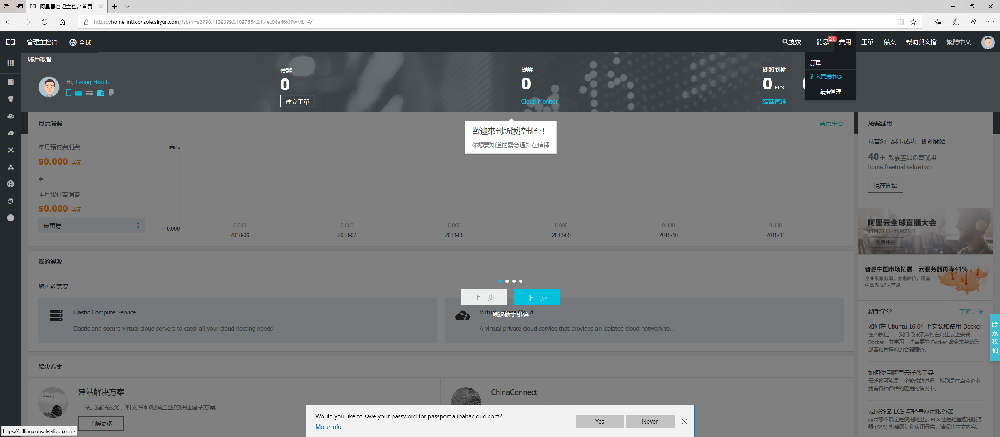 阿里雲管理主控台首頁
https://home-intl.console.aliyun.com/?spm=a2798.11390992.1097654.21.4ec04a46MFwML1#/
管理主控台
全球
搜索
消息
21
費用
工單
備案
幫助與文檔
繁體中文
訂單
進入費用中心
續費管理
賬戶概覽
Hi, Leong Hou U
待辦
0
建立工單
提醒
0
Cloud Monitor
即將到期
0 ECS
續費管理
月度消費
費用中心
歡迎來到新版控制台!
你想要知道的緊急通知在這裡
本月預付費消費
$0.000 美元
+
本月後付費消費
$0.000 美元
優惠券 2
美元
0.000
0.000 0.000 0.000 0.000 0.000 0.000
2018-06 2018-07 2018-08 2018-09 2018-10 2018-11
免費試用
恭喜您已綁卡成功，即刻開始
40+ 款雲產品免費試用
home.freetrial.valueTwo
現在開始
阿里云全球直播大会
11月27日-11月28日
免费注册
普惠中国市场拓展，云服务器再降41%
企业级服务器，普惠降价，覆盖
中国内地7大节点
我的資源
您可能需要
Elastic Compute Service
Elastic and secure virtual cloud servers to cater all your cloud hosting needs
Virtual Private Cloud
A virtual private cloud service that provides an isolated cloud network to...
上一步
下一步
跳過新手引導
新手学堂
了解更多
如何在 Ubuntu 16.04 上安装和使用 Docker
在本教程中，我们将探索如何在阿里云上安装
Docker，并学习一些重要的 Docker 命令来帮助您
部署和管理您的容器服务。
如何使用阿里云迁移工具
云迁移可能是一个繁琐的过程，特别是在当今企业
拥有各种各样的应用的情况下。
云服务器 ECS 与轻量应用服务器
如果您不确定是使用阿里云 ECS 还是轻量应用服务
器 (SAS) 搭建网站和应用程序，请阅读本文内容。
联系我们
解決方案
www.
建站解决方案
一站式建站服务，针对各种规模企业的快速建站方案
了解更多
ChinaConnect
Would you like to save your password for passport.alibabacloud.com?
More info
Yes
Never
https://billing.console.aliyun.com/